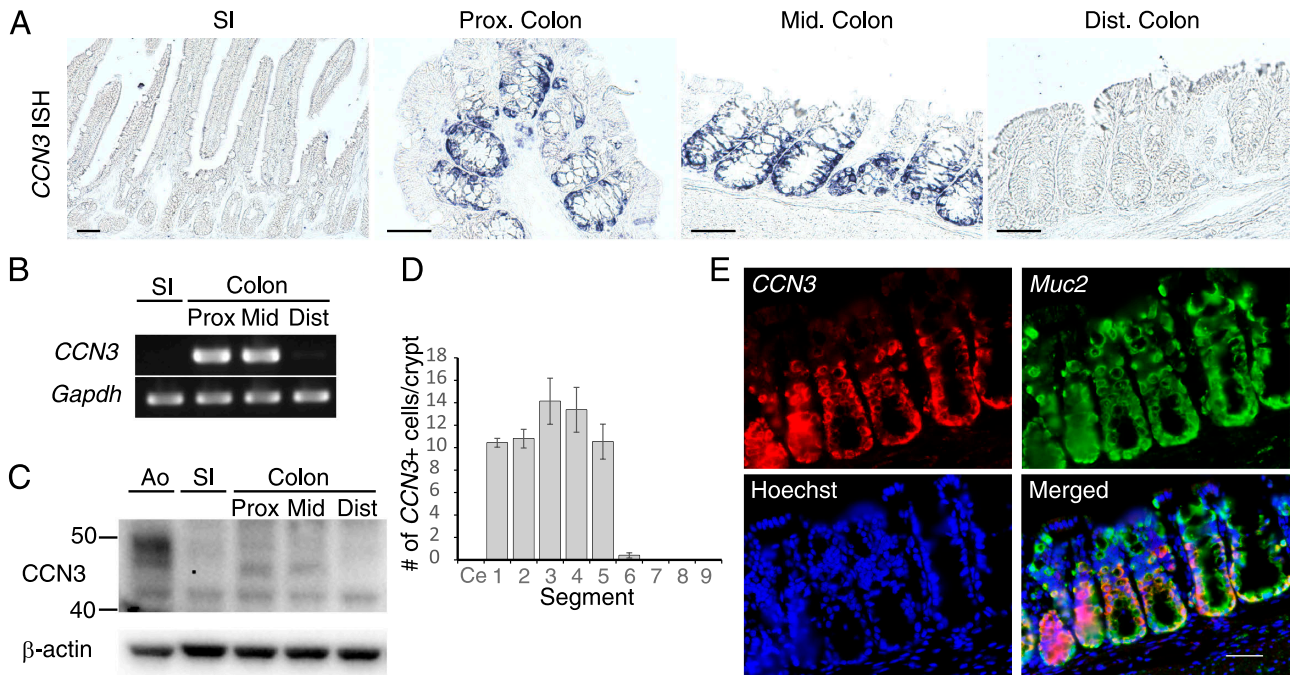 A
SI
Prox. Colon
Mid. Colon
Dist. Colon
CCN3 ISH
B
SI
Colon
Prox Mid Dist
CCN3
Gapdh
C
Ao
SI
Colon
Prox Mid Dist
50
CCN3
40
β-actin
D
# of CCN3+ cells/crypt
18
16
14
12
10
8
6
4
2
0
Ce 1 2 3 4 5 6 7 8 9
Segment
E
CCN3
Muc2
Hoechst
Merged